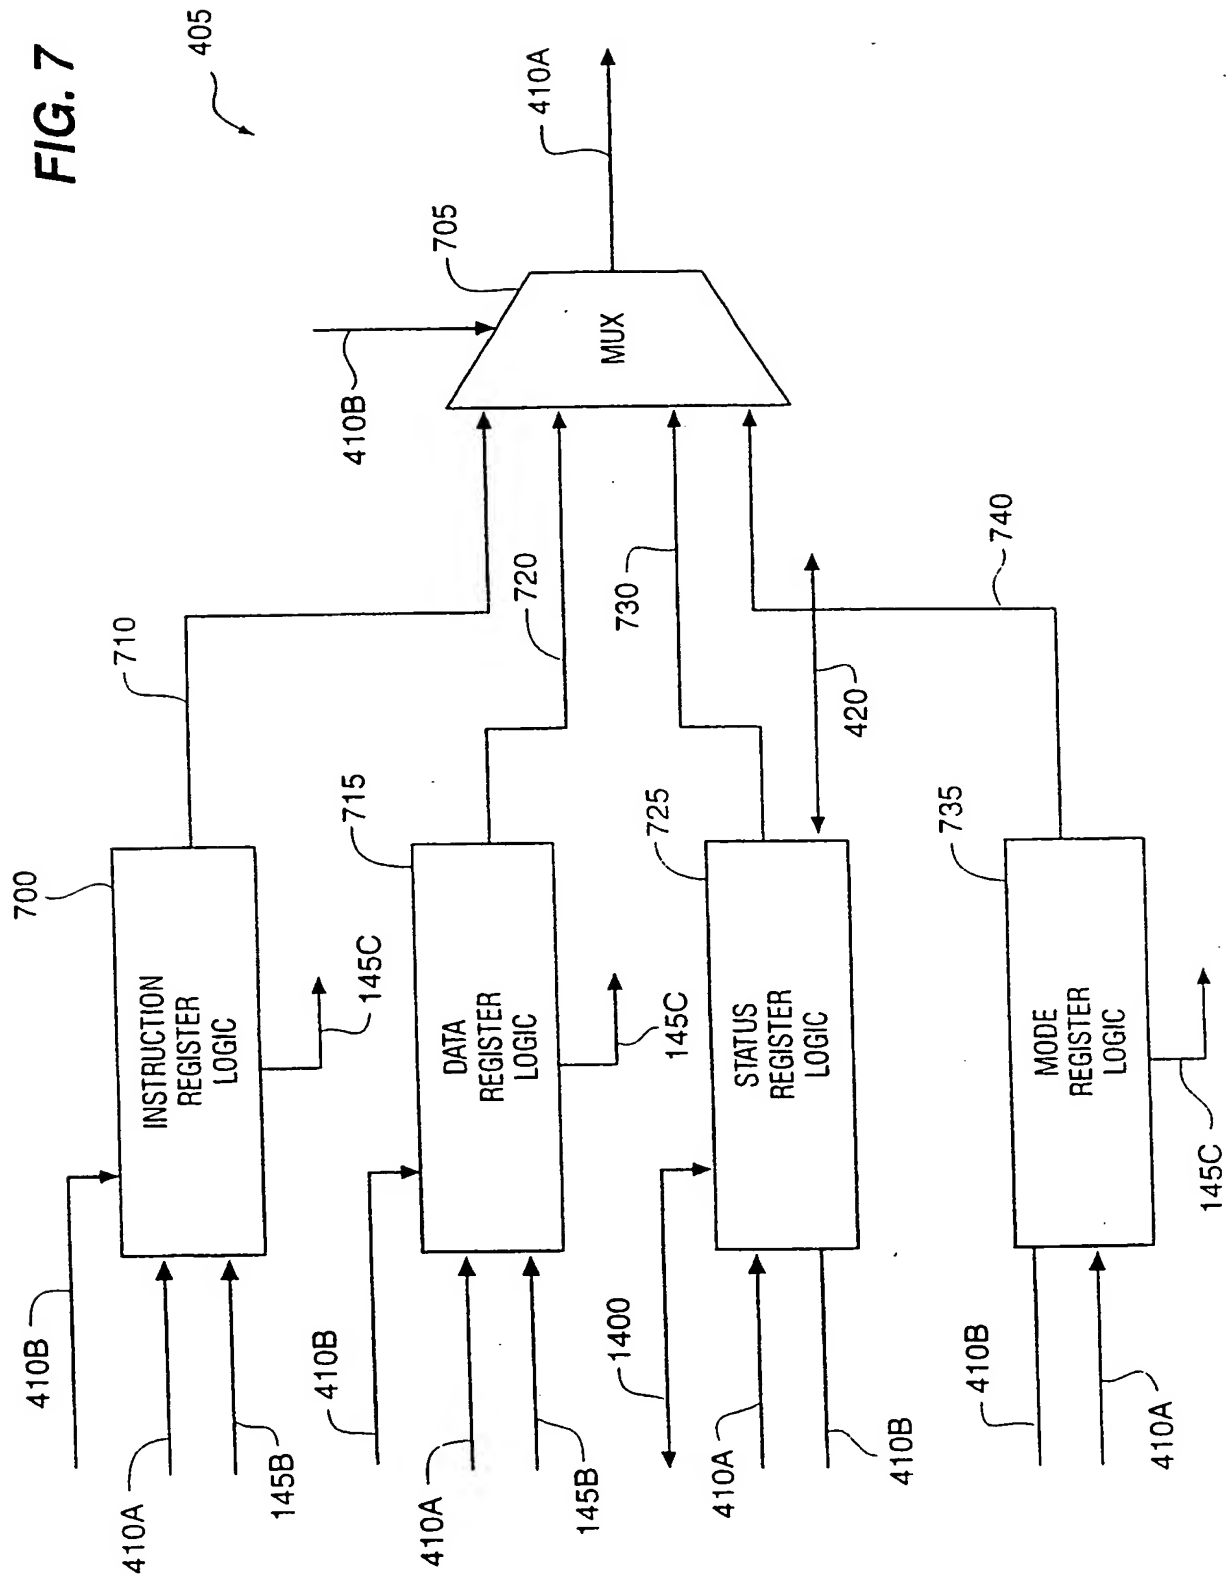 FIG. 7
405
700
710
410B
410A
145B
INSTRUCTION
REGISTER
LOGIC
145C
715
720
410B
410A
145B
DATA
REGISTER
LOGIC
145C
410B
705
MUX
410A
725
730
1400
410A
410B
STATUS
REGISTER
LOGIC
420
735
740
410B
410A
MODE
REGISTER
LOGIC
145C